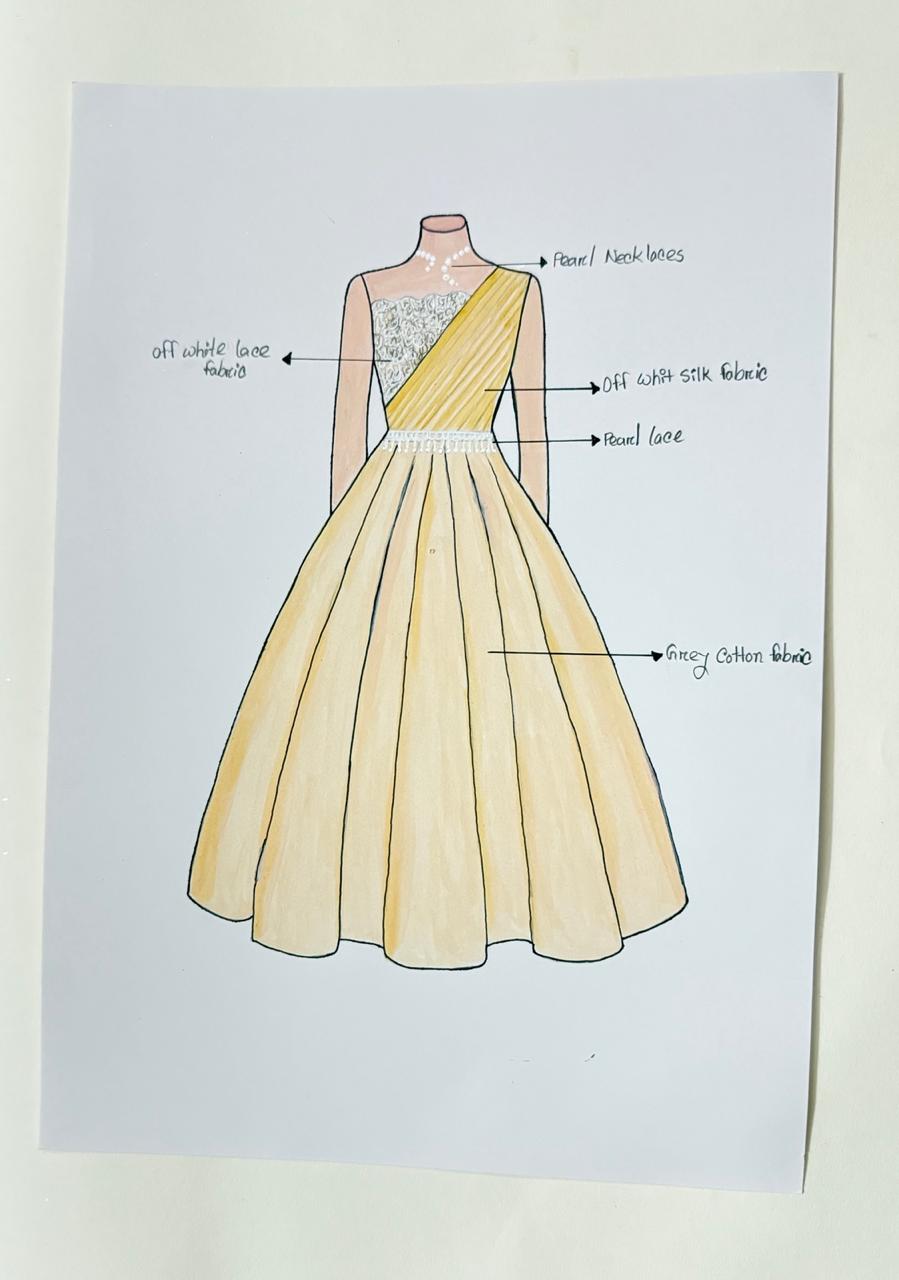 Pearl Necklaces
off white lace
fabric
Off whit silk fabric
Pearl lace
Grey Cotton fabric